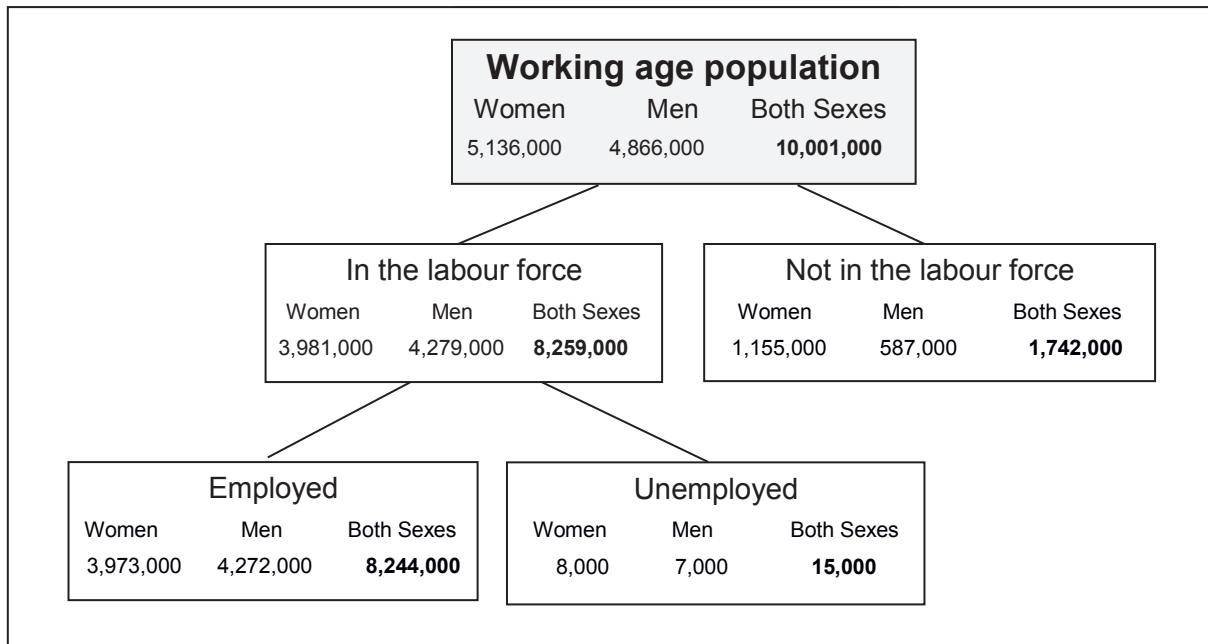 Working age population
Women Men Both Sexes
5,136,000 4,866,000 10,001,000
In the labour force
Women Men Both Sexes
3,981,000 4,279,000 8,259,000
Not in the labour force
Women Men Both Sexes
1,155,000 587,000 1,742,000
Employed
Women Men Both Sexes
3,973,000 4,272,000 8,244,000
Unemployed
Women Men Both Sexes
8,000 7,000 15,000